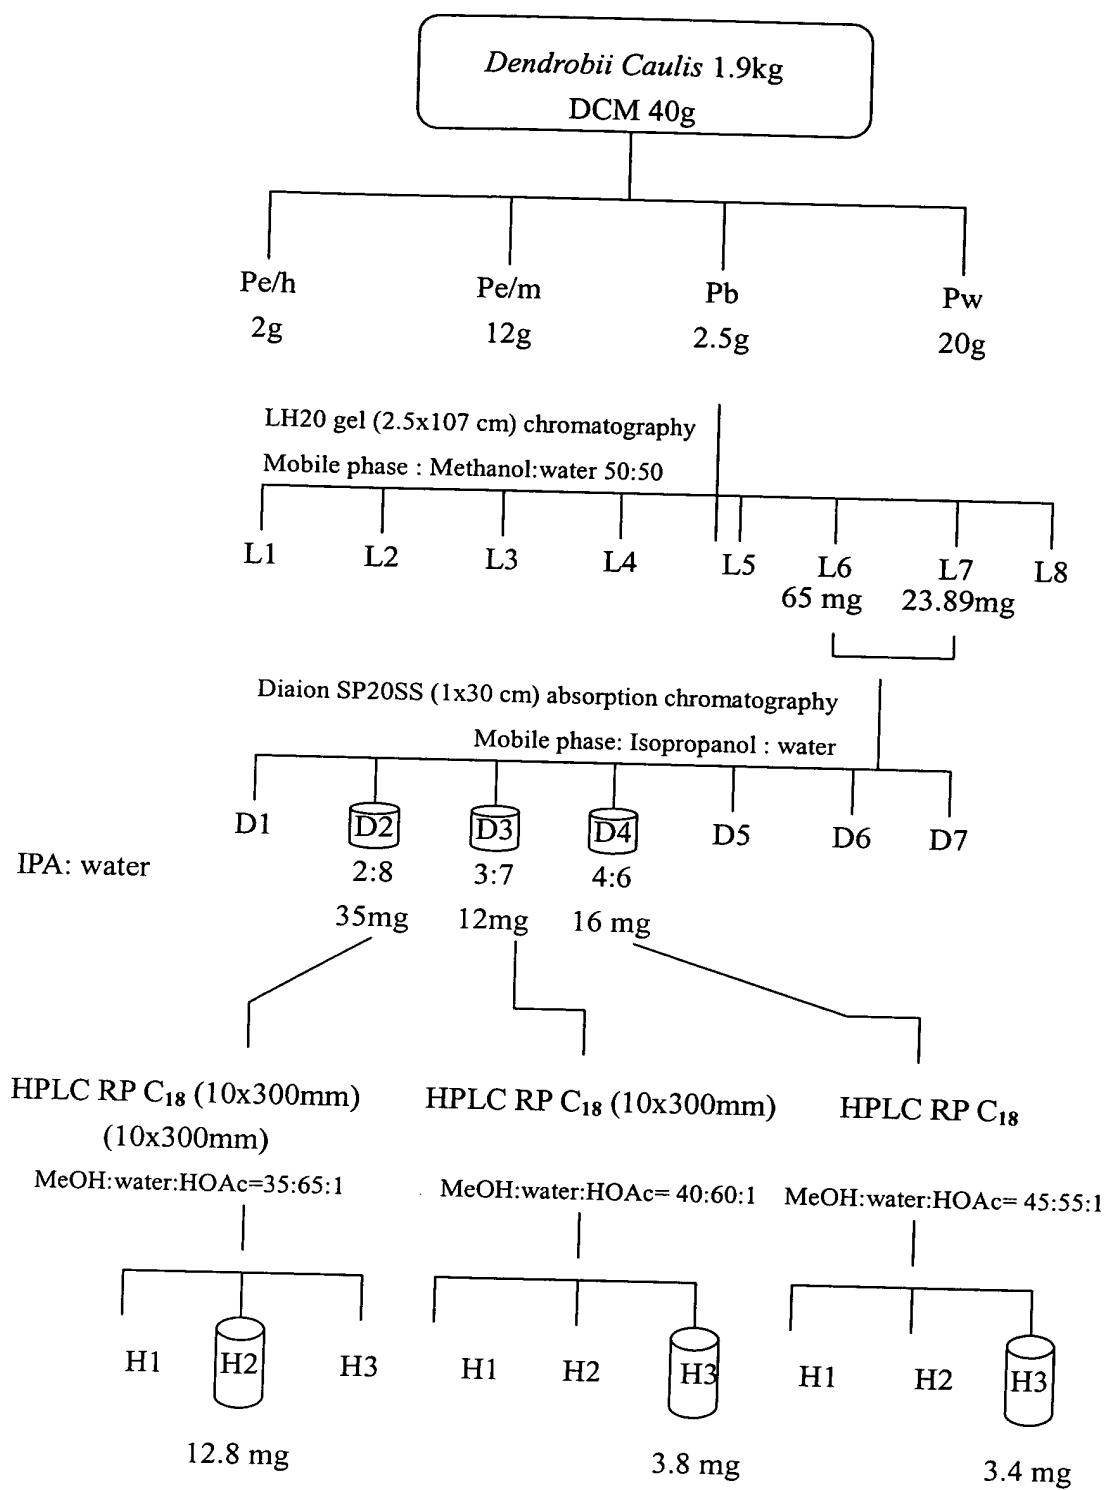 Dendrobii Caulis 1.9kg
DCM 40g
Pe/h Pe/m Pb Pw
2g 12g 2.5g 20g
LH20 gel (2.5x107 cm) chromatography
Mobile phase : Methanol:water 50:50
L1 L2 L3 L4 L5 L6 L7 L8
65 mg 23.89mg
Diaion SP20SS (1x30 cm) absorption chromatography
Mobile phase: Isopropanol : water
D1 D2 D3 D4 D5 D6 D7
IPA: water 2:8 3:7 4:6
35mg 12mg 16 mg
HPLC RP C18 (10x300mm) HPLC RP C18 (10x300mm) HPLC RP C18
(10x300mm)
MeOH:water:HOAc=35:65:1 MeOH:water:HOAc= 40:60:1 MeOH:water:HOAc= 45:55:1
H1 H2 H3 H1 H2 H3 H1 H2 H3
12.8 mg 3.8 mg 3.4 mg